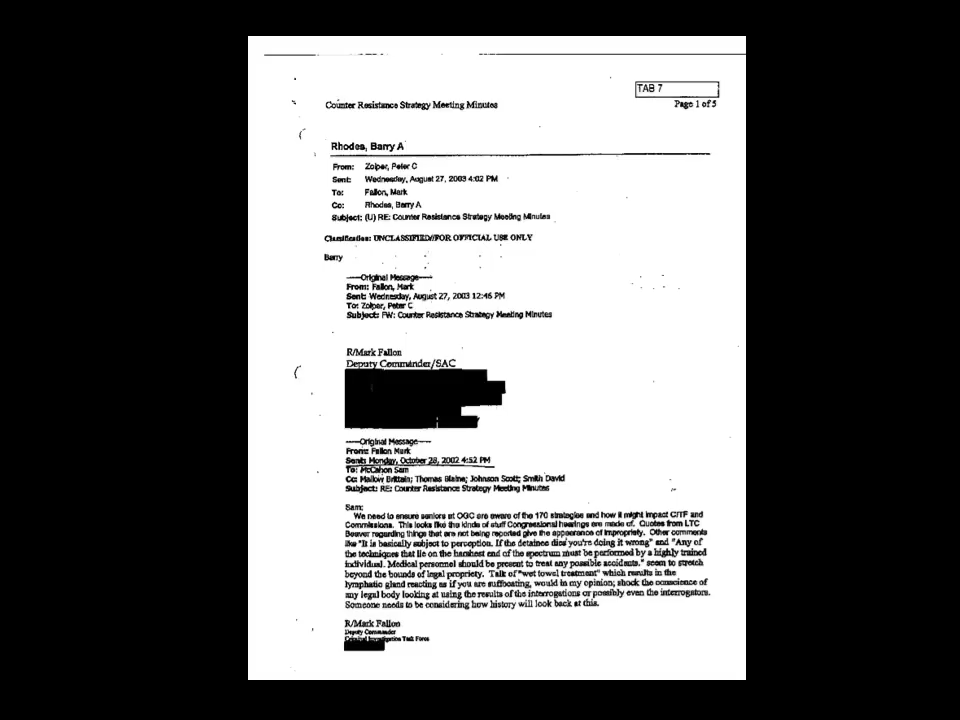 TAB 7
Counter Resistance Strategy Meeting Minutes
Page 1 of 5
Rhodes, Barry A
From: Zolper, Peter C
Sent: Wednesday, August 27, 2003 4:02 PM
To: Fallon, Mark
Cc: Rhodes, Barry A
Subject: (U) RE: Counter Resistance Strategy Meeting Minutes
Classification: UNCLASSIFIED//FOR OFFICIAL USE ONLY
Barry
-----Original Message-----
From: Fallon, Mark
Sent: Wednesday, August 27, 2003 12:46 PM
To: Zolper, Peter C
Subject: FW: Counter Resistance Strategy Meeting Minutes
R/Mark Fallon
Deputy Commander/SAC
-----Original Message-----
From: Fallon Mark
Sent: Monday, October 28, 2002 4:52 PM
To: McCahon Sam
Cc: Mallow Brittain; Thomas Blaine; Johnson Scott; Smith David
Subject: RE: Counter Resistance Strategy Meeting Minutes
Sam:
We need to ensure seniors at OGC are aware of the 170 strategies and how it might impact CITF and
Commissions. This looks like the kinds of stuff Congressional hearings are made of. Quotes from LTC
Beaver regarding things that are not being reported give the appearance of impropriety. Other comments
like "It is basically subject to perception. If the detainee dies you're doing it wrong" and "Any of
the techniques that lie on the harshest end of the spectrum must be performed by a highly trained
individual. Medical personnel should be present to treat any possible accidents." seem to stretch
beyond the bounds of legal propriety. Talk of "wet towel treatment" which results in the
lymphatic gland reacting as if you are suffocating, would in my opinion; shock the conscience of
any legal body looking at using the results of the interrogations or possibly even the interrogators.
Someone needs to be considering how history will look back at this.
R/Mark Fallon
Deputy Commander
Criminal Investigation Task Force